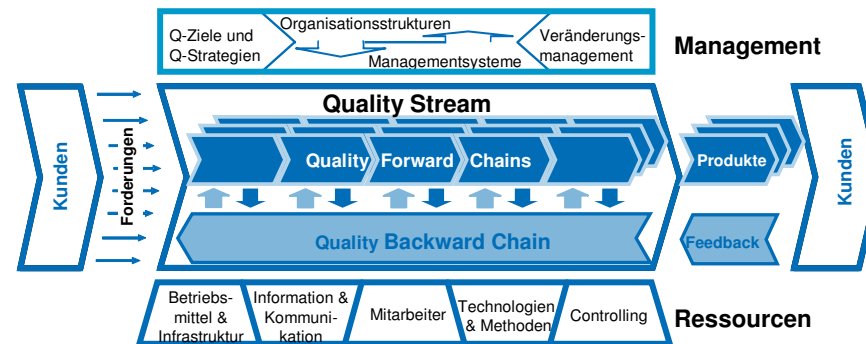 Q-Ziele und
Q-Strategien
Organisationsstrukturen
Managementsysteme
Veränderungs-
management
Management
Kunden
Forderungen
Quality Stream
Quality Forward Chains
Produkte
Kunden
Quality Backward Chain
Feedback
Betriebs-
mittel &
Infrastruktur
Information &
Kommuni-
kation
Mitarbeiter
Technologien
& Methoden
Controlling
Ressourcen